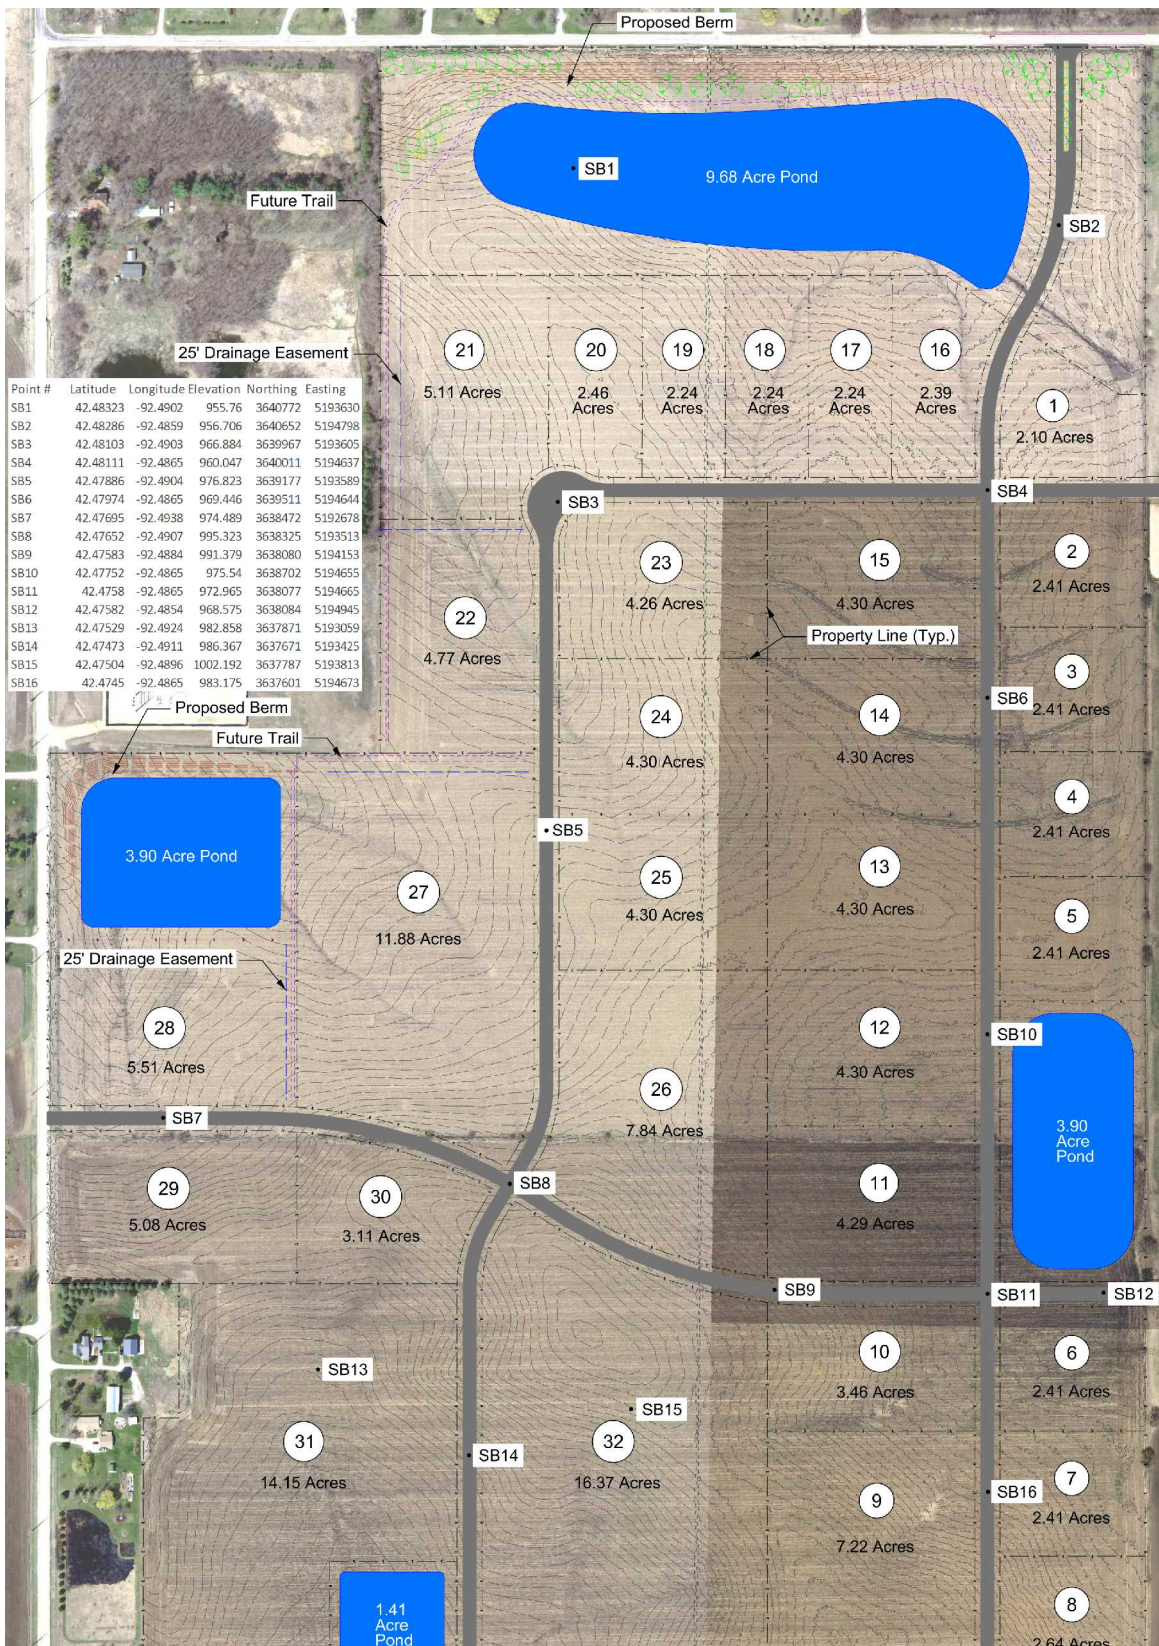 Proposed Berm
SB1
9.68 Acre Pond
Future Trail
SB2
25' Drainage Easement
21
5.11 Acres
20
2.46
Acres
19
2.24
Acres
18
2.24
Acres
17
2.24
Acres
16
2.39
Acres
1
2.10 Acres
Point # Latitude Longitude Elevation Northing Easting
SB1 42.48323 -92.4902 955.76 3640772 5193630
SB2 42.48286 -92.4859 956.706 3640652 5194798
SB3 42.48103 -92.4903 966.884 3639967 5193605
SB4 42.48111 -92.4865 960.047 3640011 5194637
SB5 42.47886 -92.4904 976.823 3639177 5193589
SB6 42.47974 -92.4865 969.446 3639511 5194644
SB7 42.47695 -92.4938 974.489 3638472 5192678
SB8 42.47652 -92.4907 995.323 3638325 5193513
SB9 42.47583 -92.4884 991.379 3638080 5194153
SB10 42.47752 -92.4865 975.54 3638702 5194655
SB11 42.4758 -92.4865 972.965 3638077 5194665
SB12 42.47582 -92.4854 968.575 3638084 5194945
SB13 42.47529 -92.4924 982.858 3637871 5193059
SB14 42.47473 -92.4911 986.367 3637671 5193425
SB15 42.47504 -92.4896 1002.192 3637787 5193813
SB16 42.4745 -92.4865 983.175 3637601 5194673
SB3
SB4
23
4.26 Acres
15
4.30 Acres
2
2.41 Acres
22
4.77 Acres
Property Line (Typ.)
3
2.41 Acres
SB6
Proposed Berm
Future Trail
24
4.30 Acres
14
4.30 Acres
4
2.41 Acres
SB5
3.90 Acre Pond
27
11.88 Acres
25
4.30 Acres
13
4.30 Acres
5
2.41 Acres
25' Drainage Easement
28
5.51 Acres
12
4.30 Acres
SB10
26
7.84 Acres
SB7
3.90
Acre
Pond
29
5.08 Acres
30
3.11 Acres
SB8
11
4.29 Acres
SB9
SB11
SB12
SB13
10
3.46 Acres
6
2.41 Acres
SB15
31
14.15 Acres
SB14
32
16.37 Acres
9
7.22 Acres
SB16
7
2.41 Acres
1.41
Acre
Pond
8
2.64 Acres